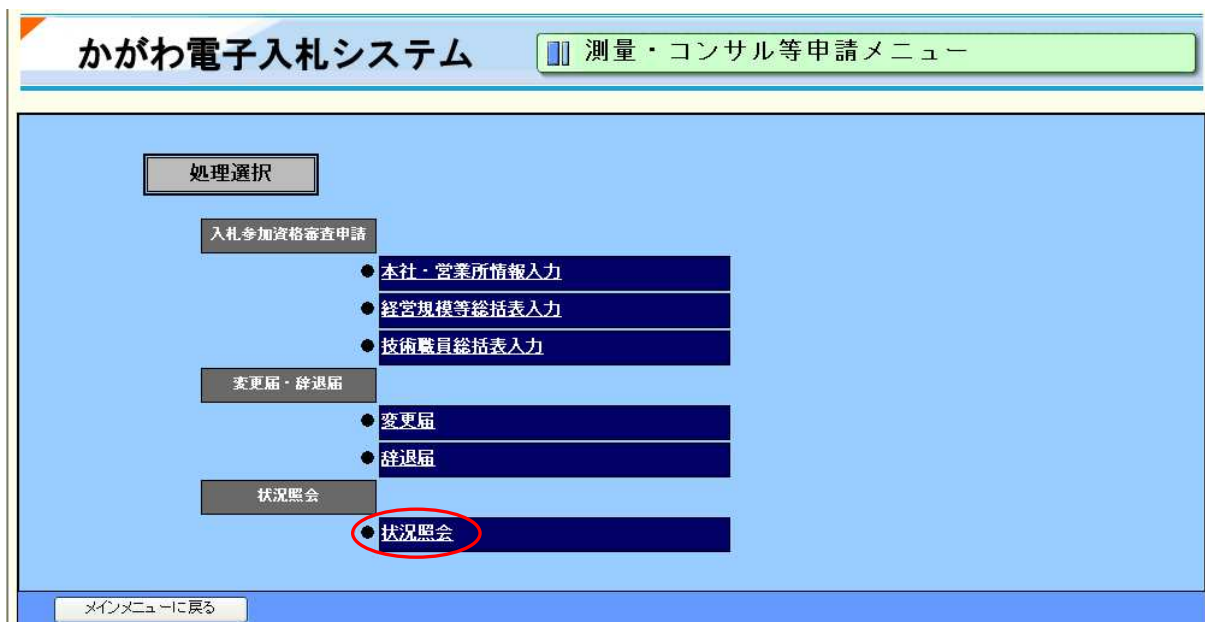 かがわ電子入札システム
測量・コンサル等申請メニュー
処理選択
入札参加資格審査申請
●本社・営業所情報入力
●経営規模等総括表入力
●技術職員総括表入力
変更届・辞退届
●変更届
●辞退届
状況照会
●状況照会
メインメニューに戻る